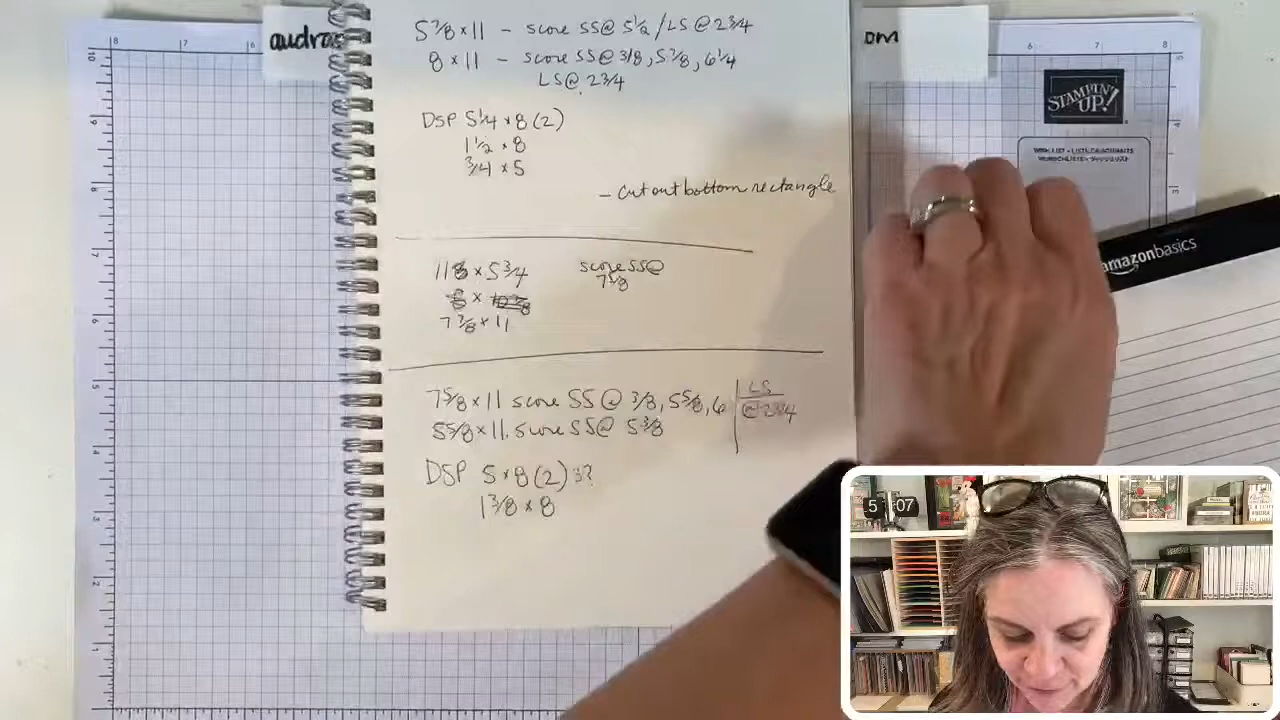 audra
om
5 7/8 x 11 - score SS@ 5 1/2 / LS @ 2 3/4
8 x 11 - score SS@ 3/8, 5 7/8, 6 1/4
LS@ 2 3/4
DSP 5 1/4 x 8 (2)
1 1/2 x 8
3/4 x 5
- cut out bottom rectangle
11 x 5 3/4
score SS@
7 3/8 x 11
7 5/8 x 11 score SS @ 3/8, 5 5/8, 6
LS
@ 2 3/4
5 5/8 x 11. score SS@ 5 3/8
DSP 5 x 8 (2) 3?
1 3/8 x 8
STAMPIN' UP!
amazonbasics
5 07